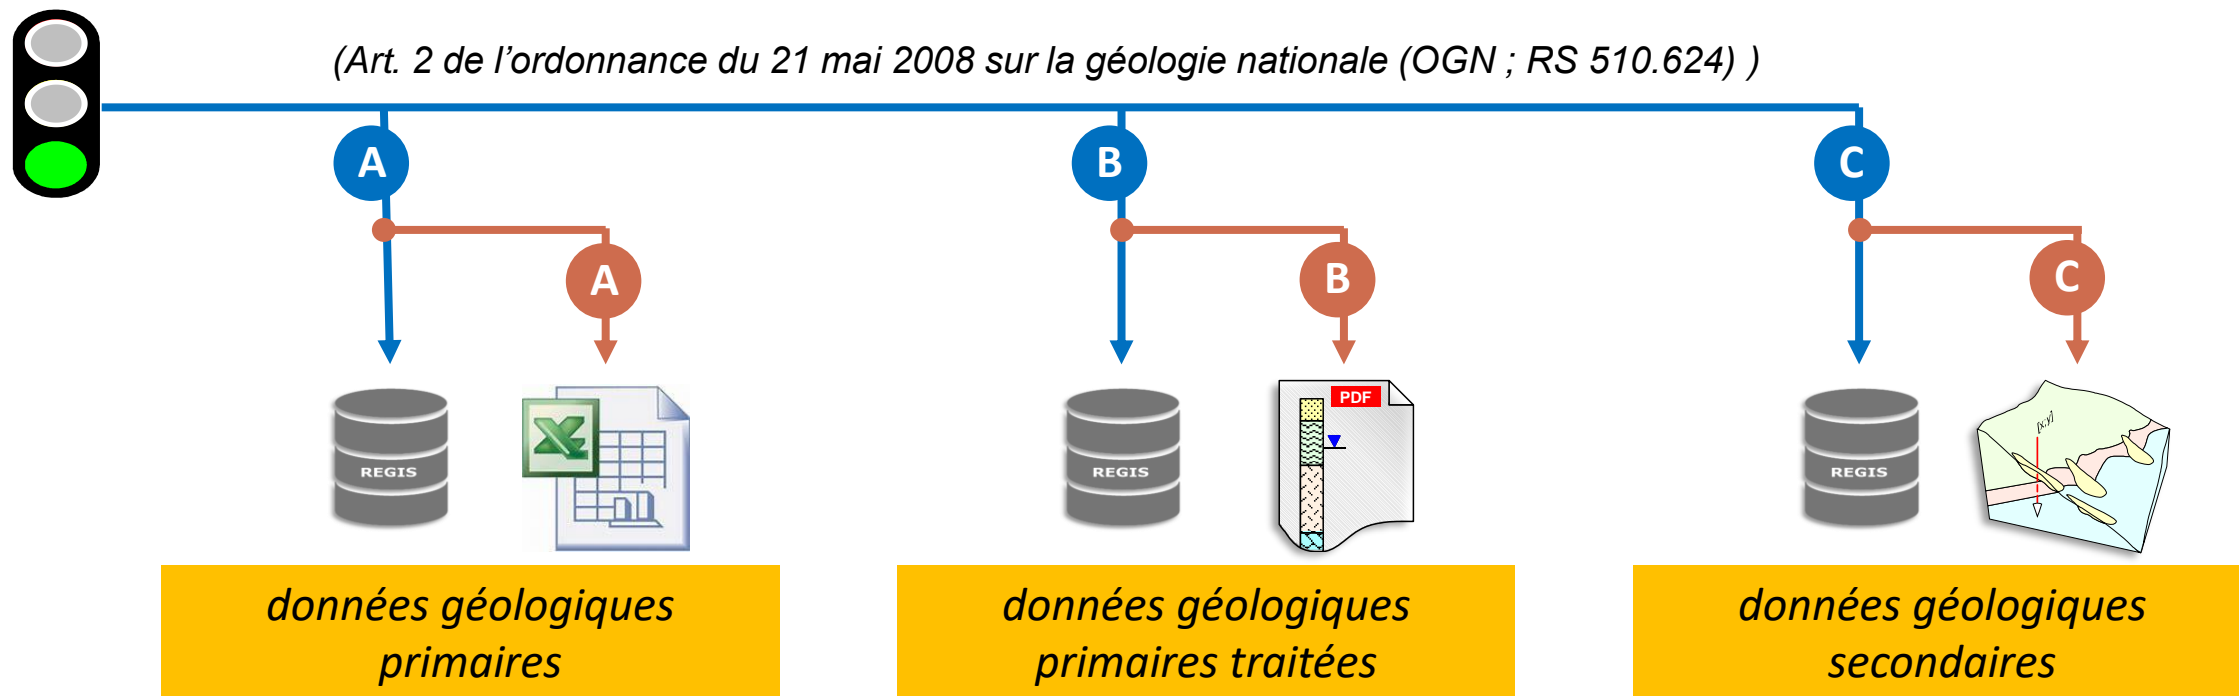 (Art. 2 de l’ordonnance du 21 mai 2008 sur la géologie nationale (OGN ; RS 510.624) )
A
B
C
A
B
C
REGIS
PDF
REGIS
[x,y]
REGIS
données géologiques
primaires
données géologiques
primaires traitées
données géologiques
secondaires